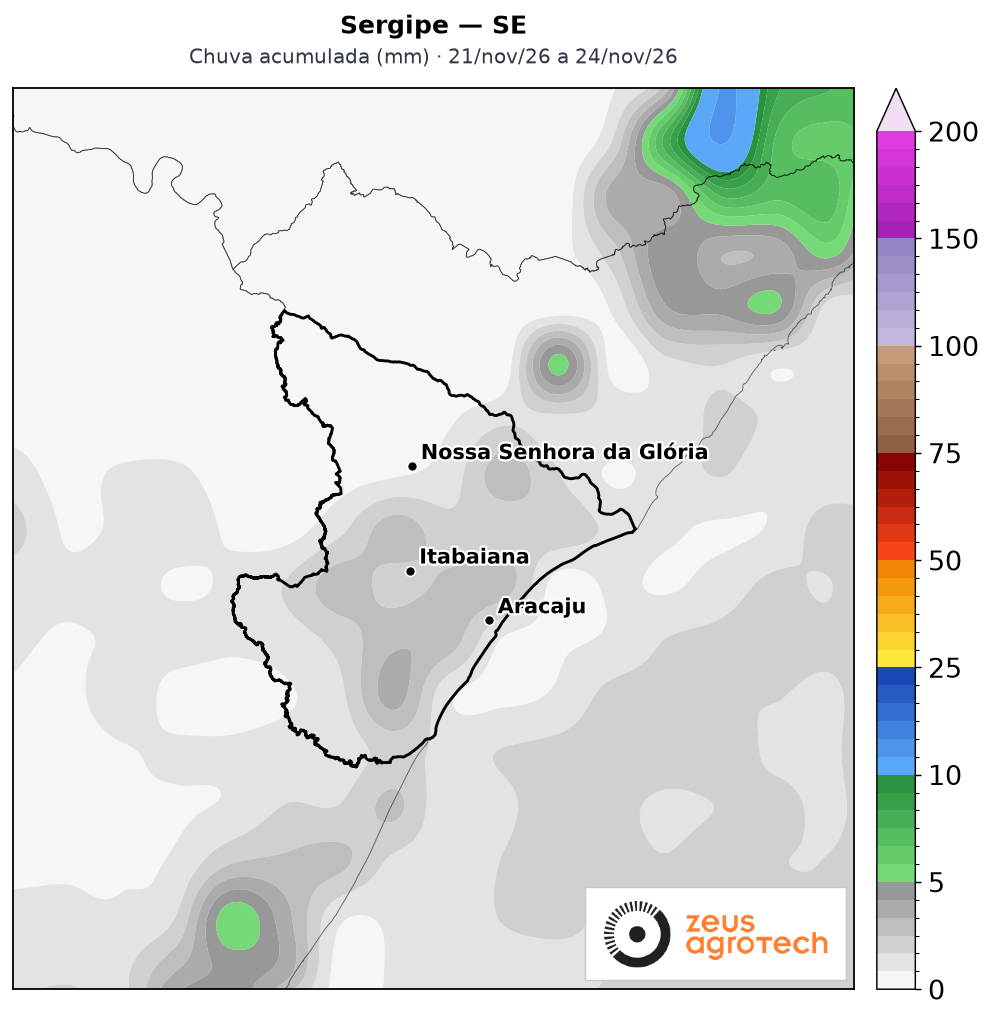 Sergipe — SE
Chuva acumulada (mm) · 21/nov/26 a 24/nov/26
200
150
100
75
50
25
10
5
0
Nossa Senhora da Glória
Itabaiana
Aracaju
zeus
agrotech